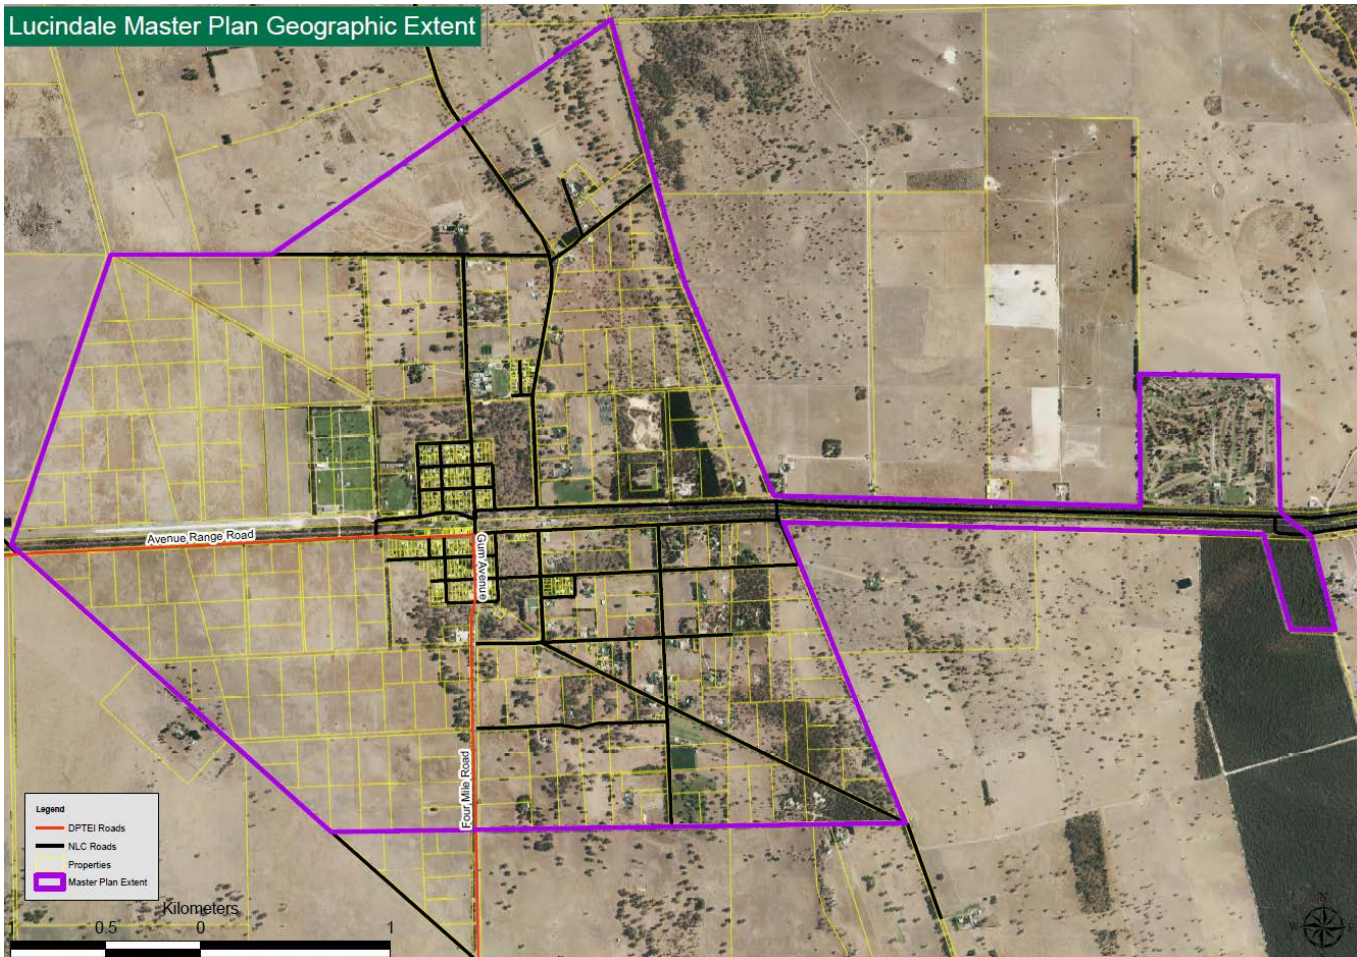 Lucindale Master Plan Geographic Extent
Avenue Range Road
Gum Avenue
Four Mile Road
Legend
DPTEI Roads
NLC Roads
Properties
Master Plan Extent
Kilometers
1 0.5 0 1
N
W E
S